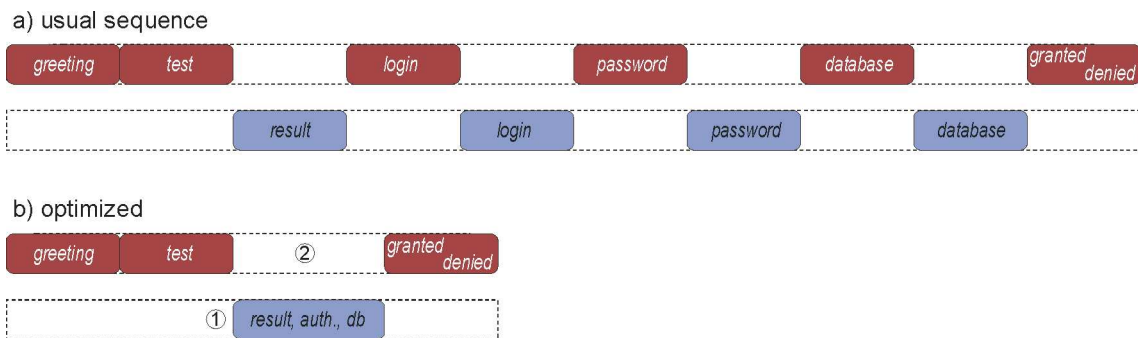 a) usual sequence
greeting test login password database granted
denied
result login password database
b) optimized
greeting test ② granted
denied
① result, auth., db